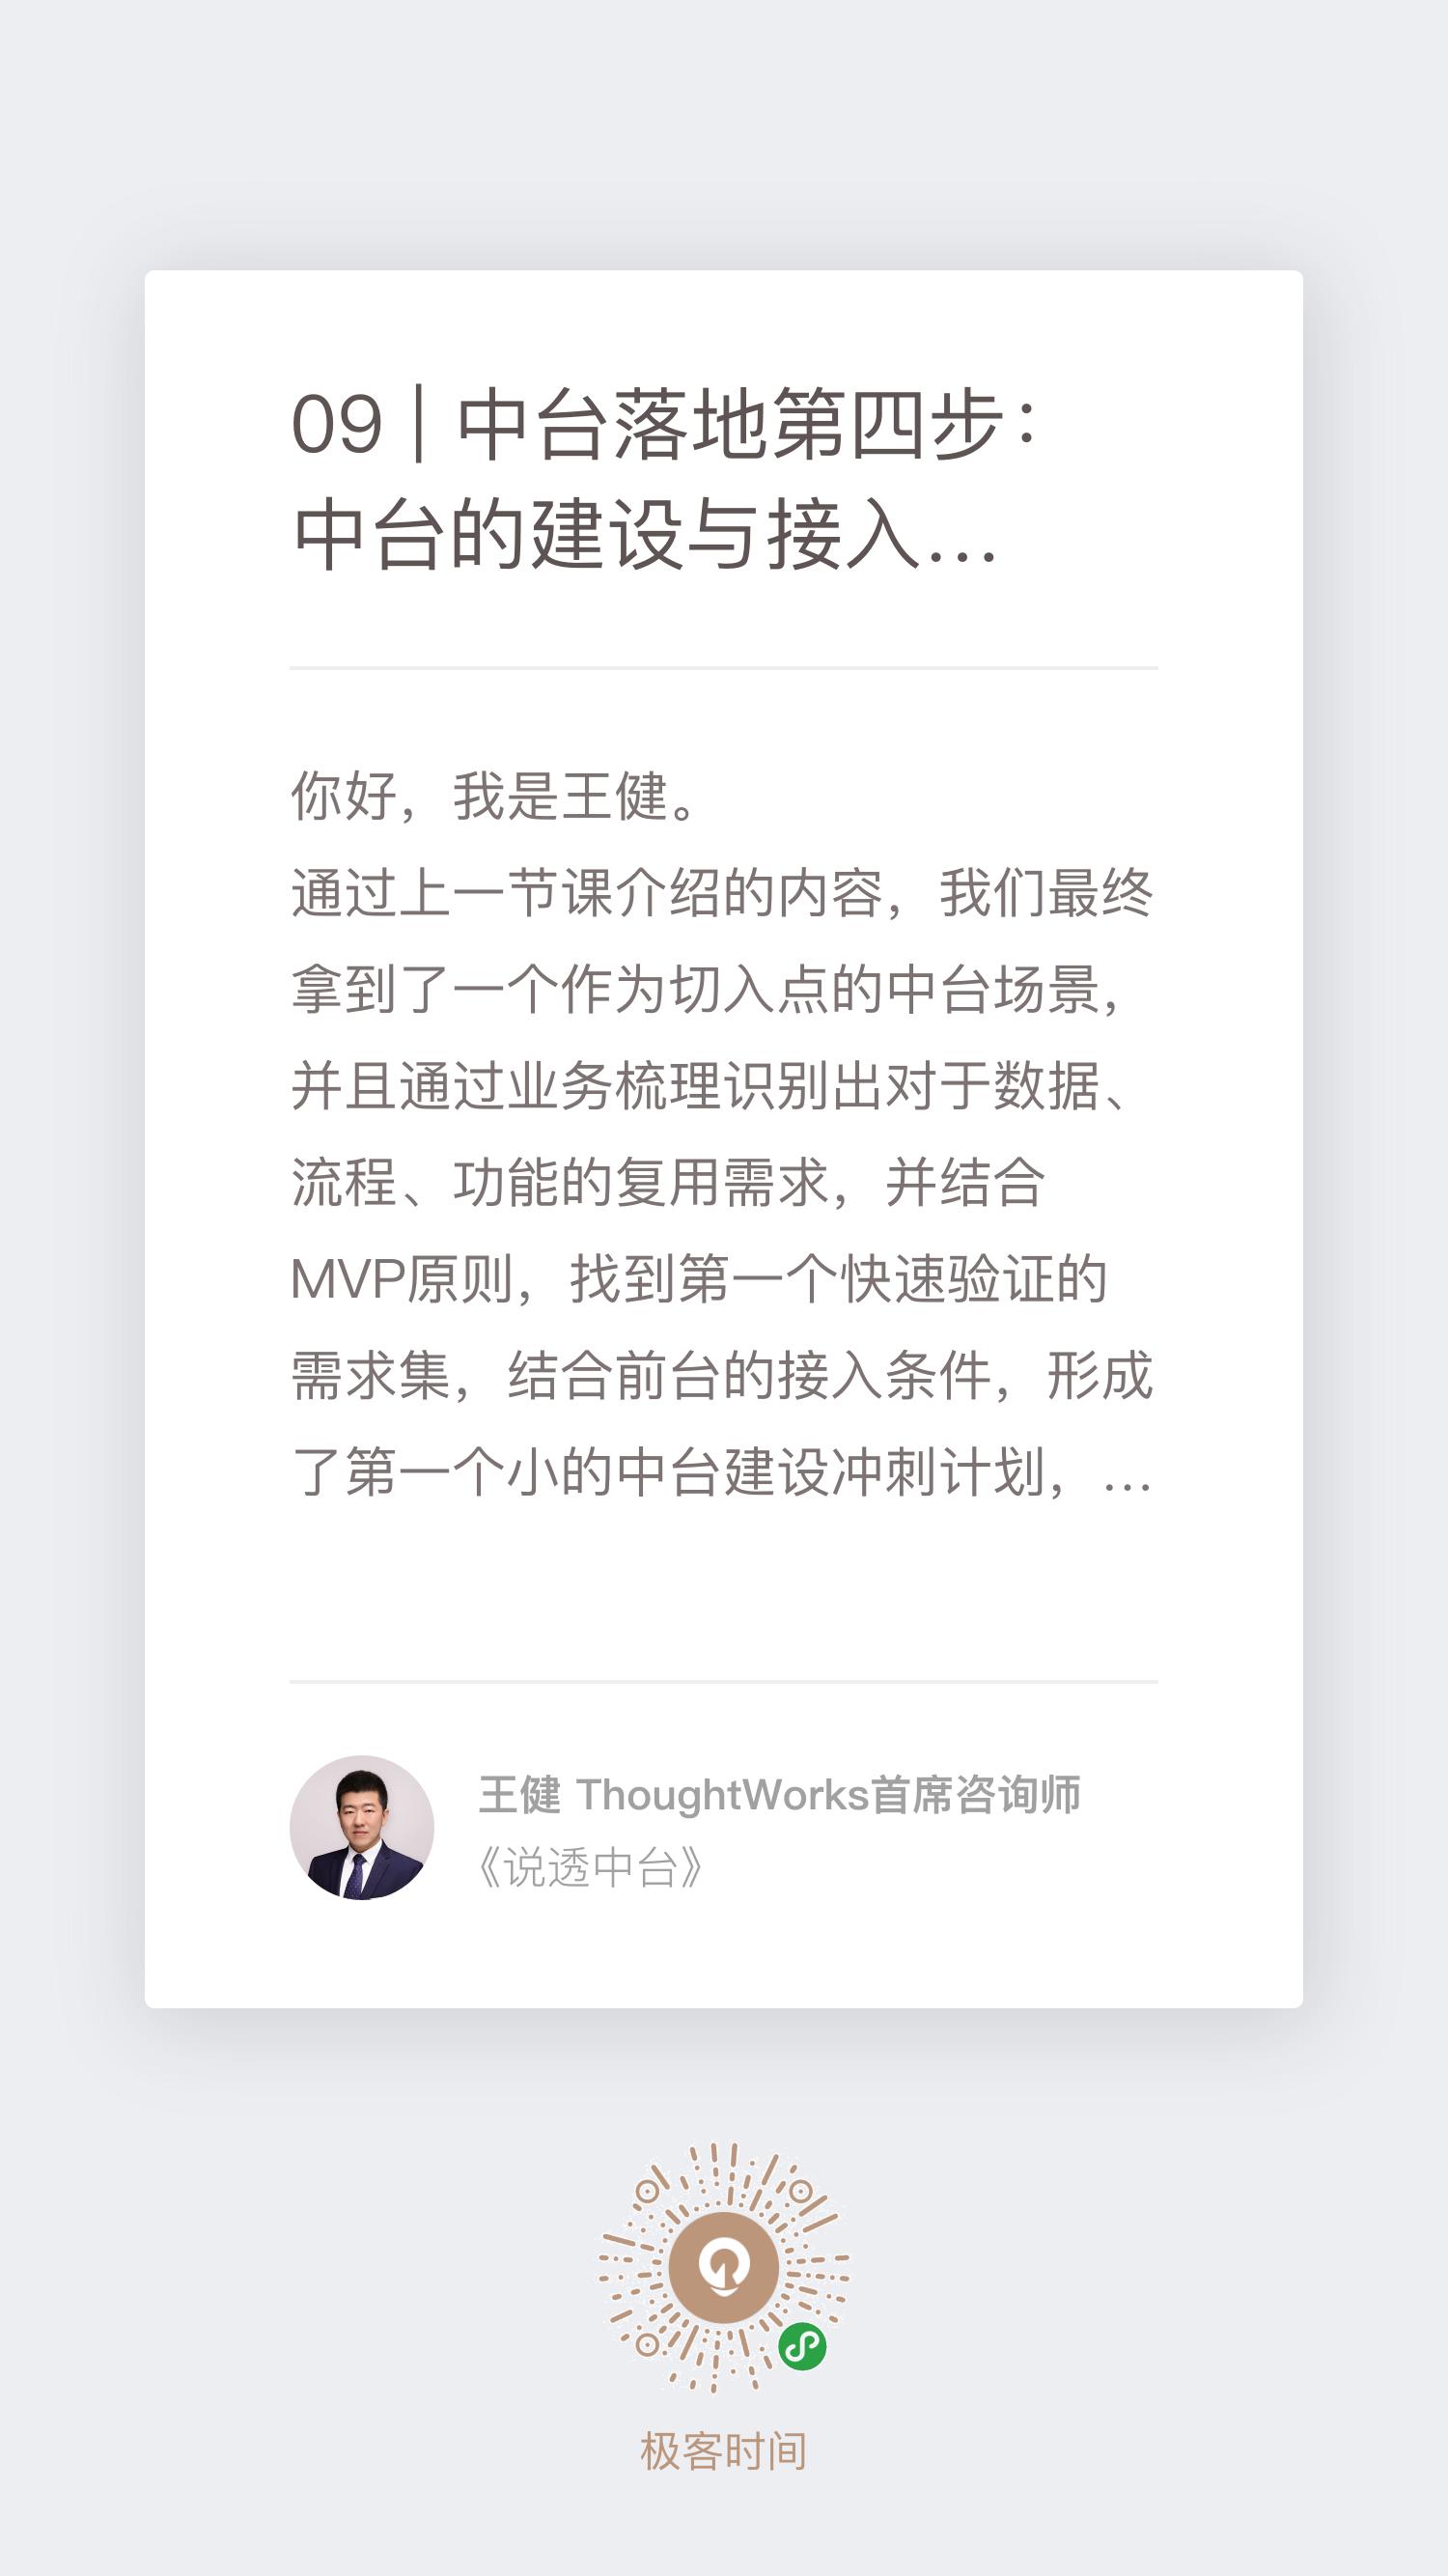 09 | 中台落地第四步：
中台的建设与接入…
你好，我是王健。
通过上一节课介绍的内容，我们最终
拿到了一个作为切入点的中台场景，
并且通过业务梳理识别出对于数据、
流程、功能的复用需求，并结合
MVP原则，找到第一个快速验证的
需求集，结合前台的接入条件，形成
了第一个小的中台建设冲刺计划，…
王健 ThoughtWorks首席咨询师
《说透中台》
极客时间